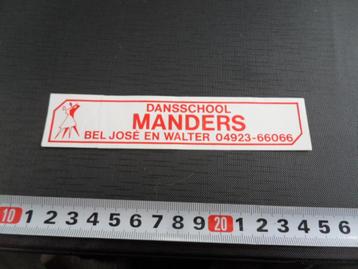 DANSSCHOOL
MANDERS
BEL JOSÉ EN WALTER 04923-66066
10 1 2 3 4 5 6 7 8 9 20 1 2 3 4 5 6